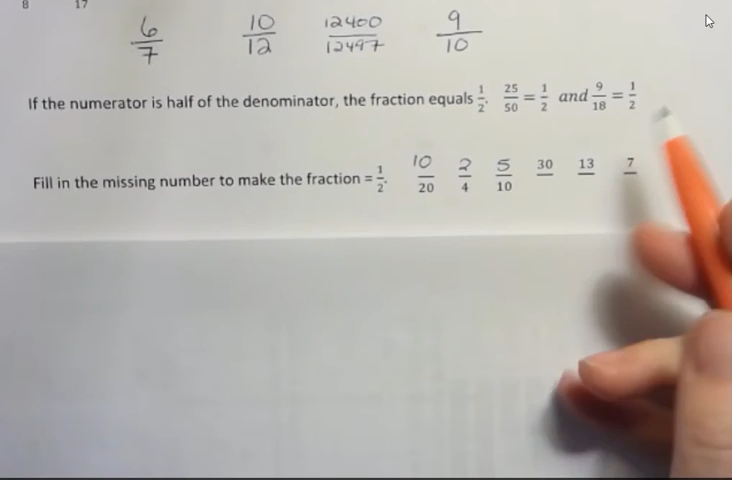 8 17
6/7 10/12 12400/12497 9/10
If the numerator is half of the denominator, the fraction equals 1/2. 25/50 = 1/2 and 9/18 = 1/2
Fill in the missing number to make the fraction = 1/2. 10/20 2/4 5/10 30/ 13/ 7/